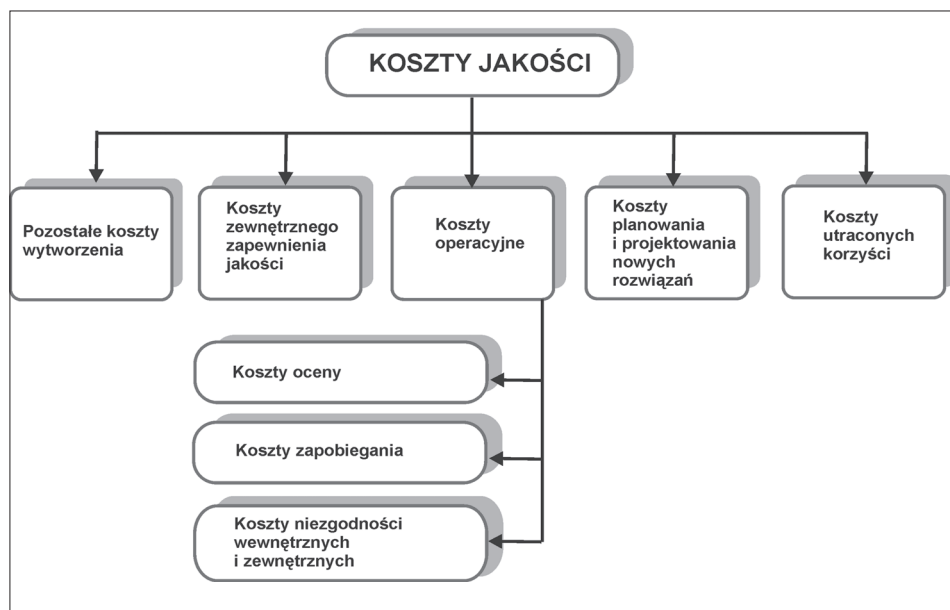 KOSZTY JAKOŚCI
Pozostałe koszty
wytworzenia
Koszty
zewnętrznego
zapewnienia
jakości
Koszty
operacyjne
Koszty
planowania
i projektowania
nowych
rozwiązań
Koszty
utraconych
korzyści
Koszty oceny
Koszty zapobiegania
Koszty niezgodności
wewnętrznych
i zewnętrznych